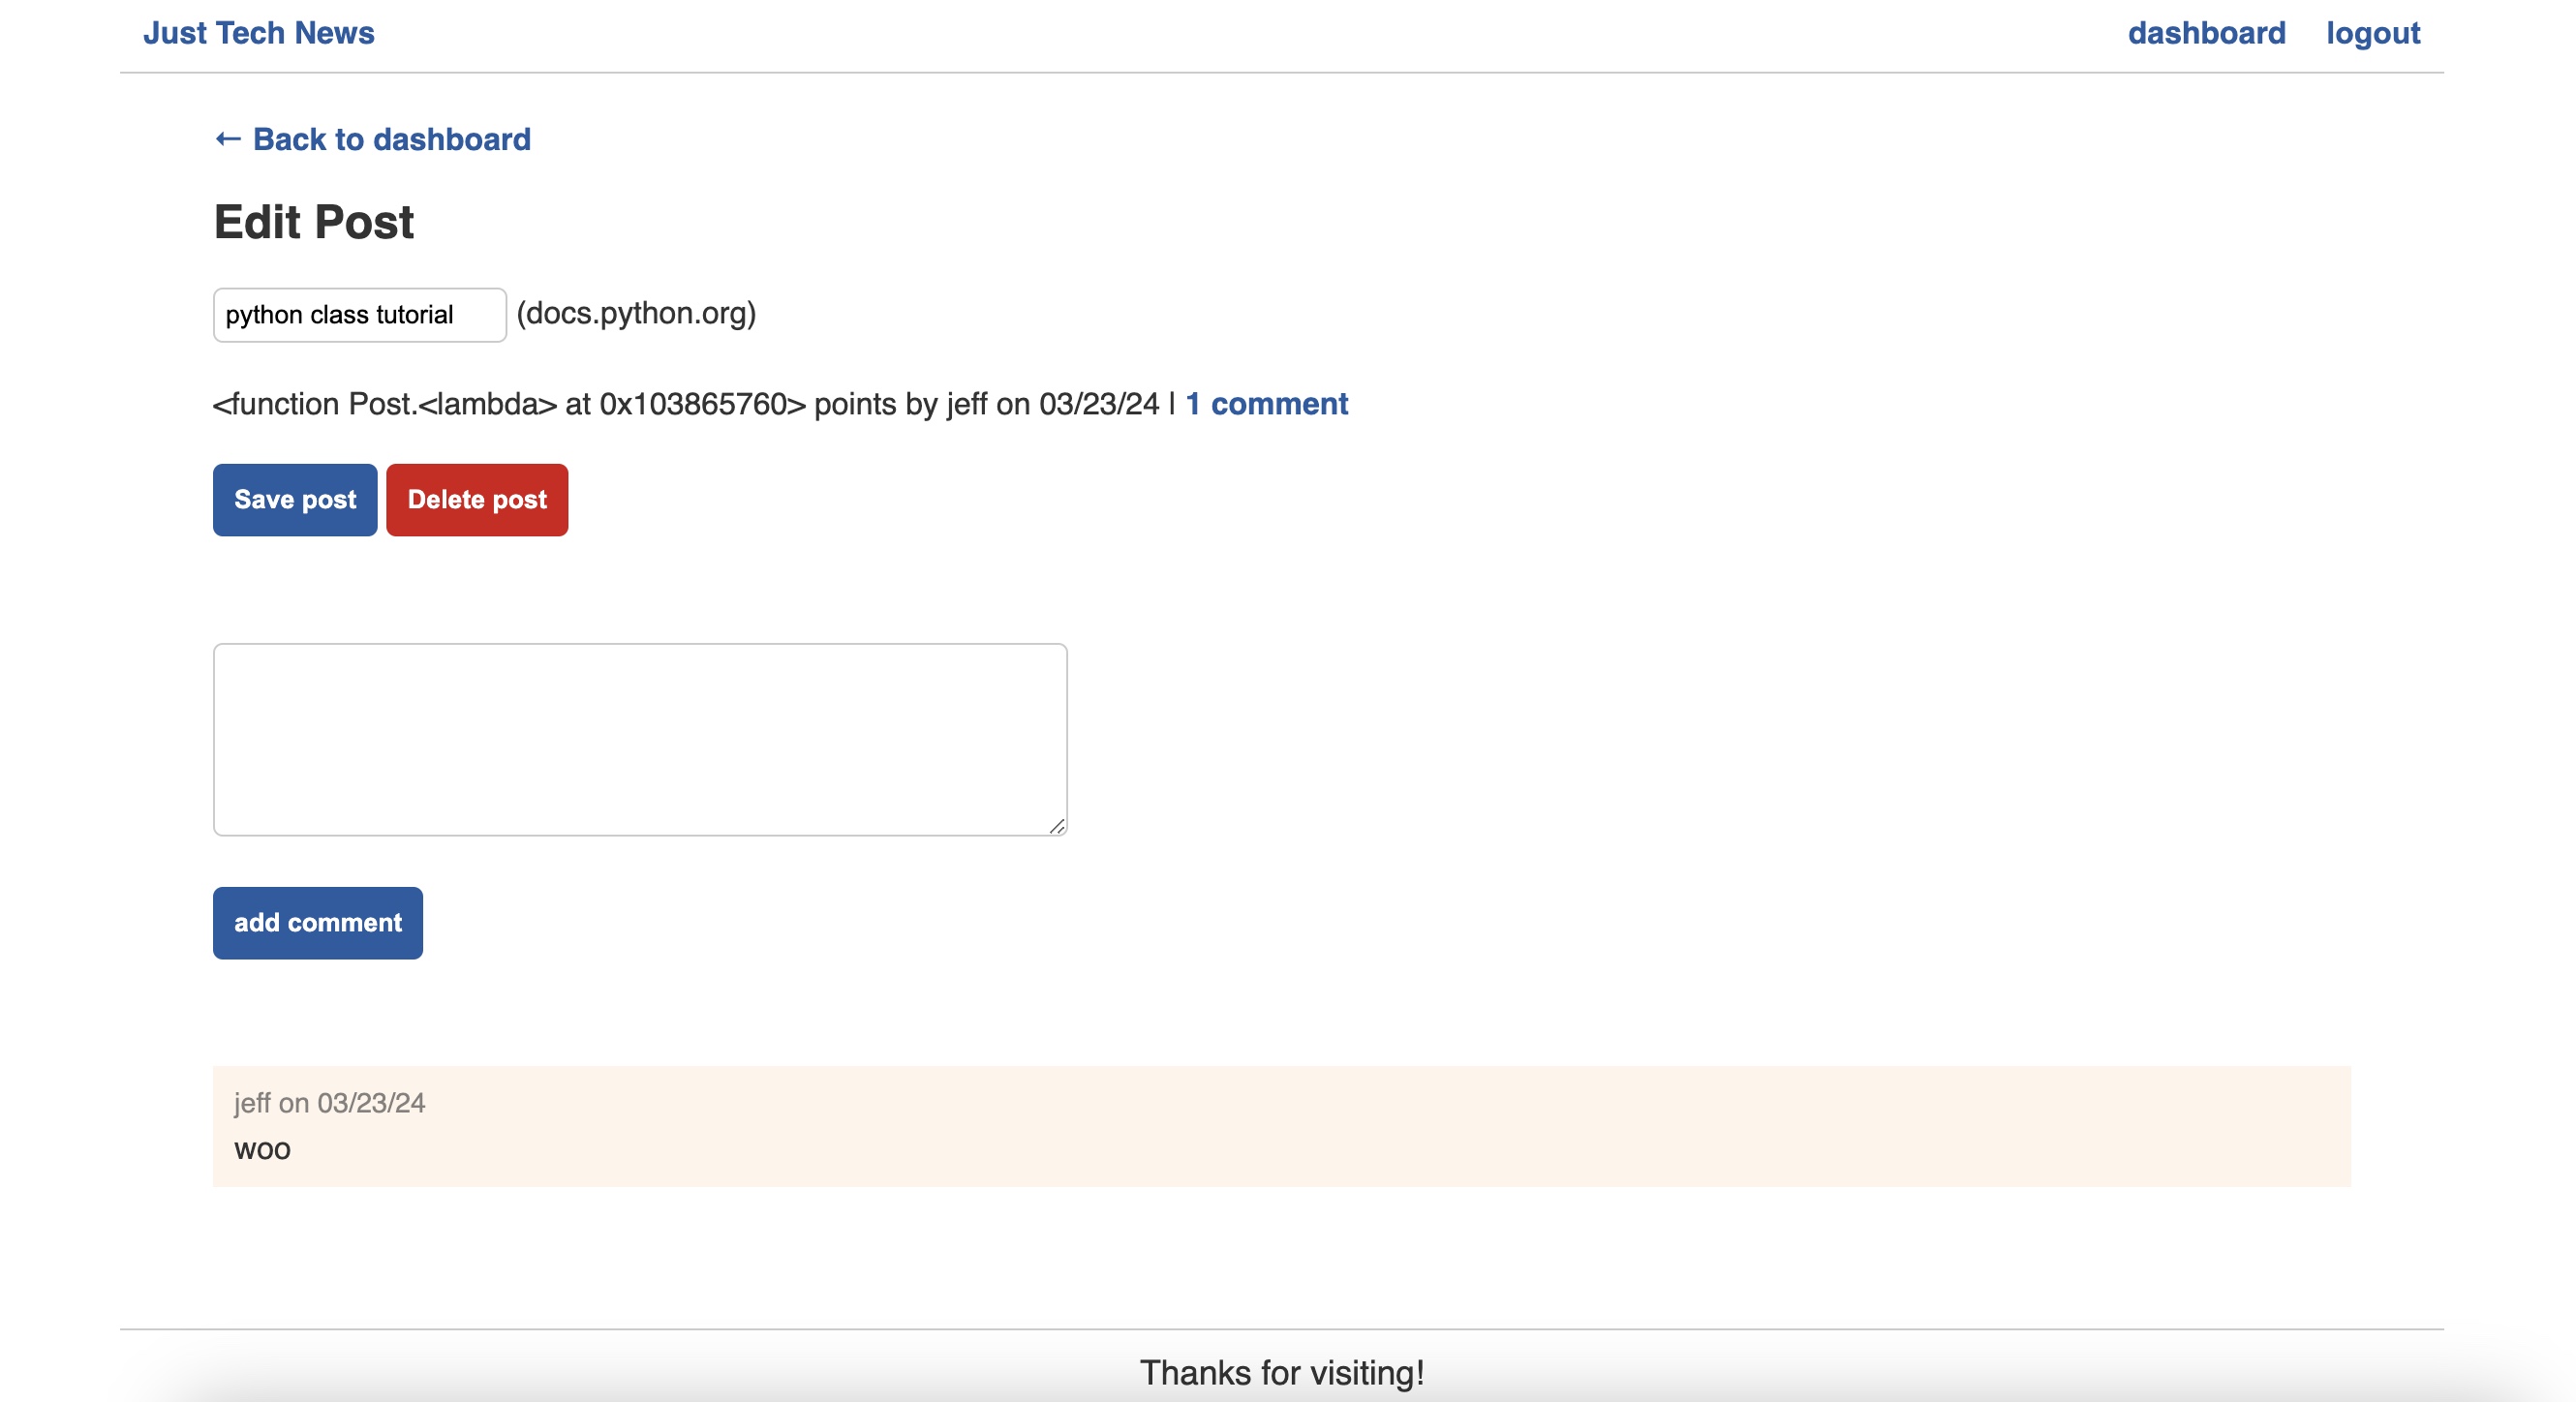 Just Tech News dashboard logout
← Back to dashboard
Edit Post
python class tutorial (docs.python.org)
<function Post.<lambda> at 0x103865760> points by jeff on 03/23/24 | 1 comment
Save post Delete post
add comment
jeff on 03/23/24
woo
Thanks for visiting!